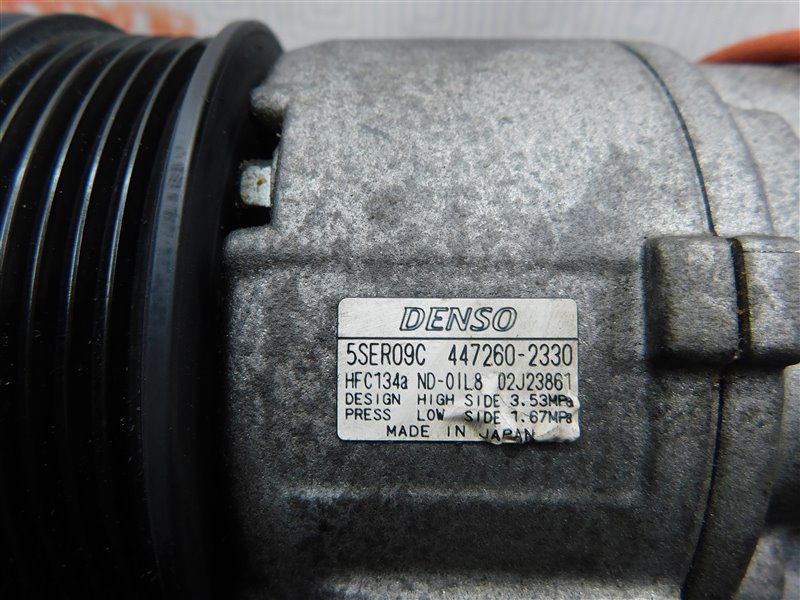 DENSO
5SER09C 447260-2330
HFC134a ND-OIL8 02J23861
DESIGN HIGH SIDE 3.53MPa
PRESS LOW SIDE 1.67MPa
MADE IN JAPAN